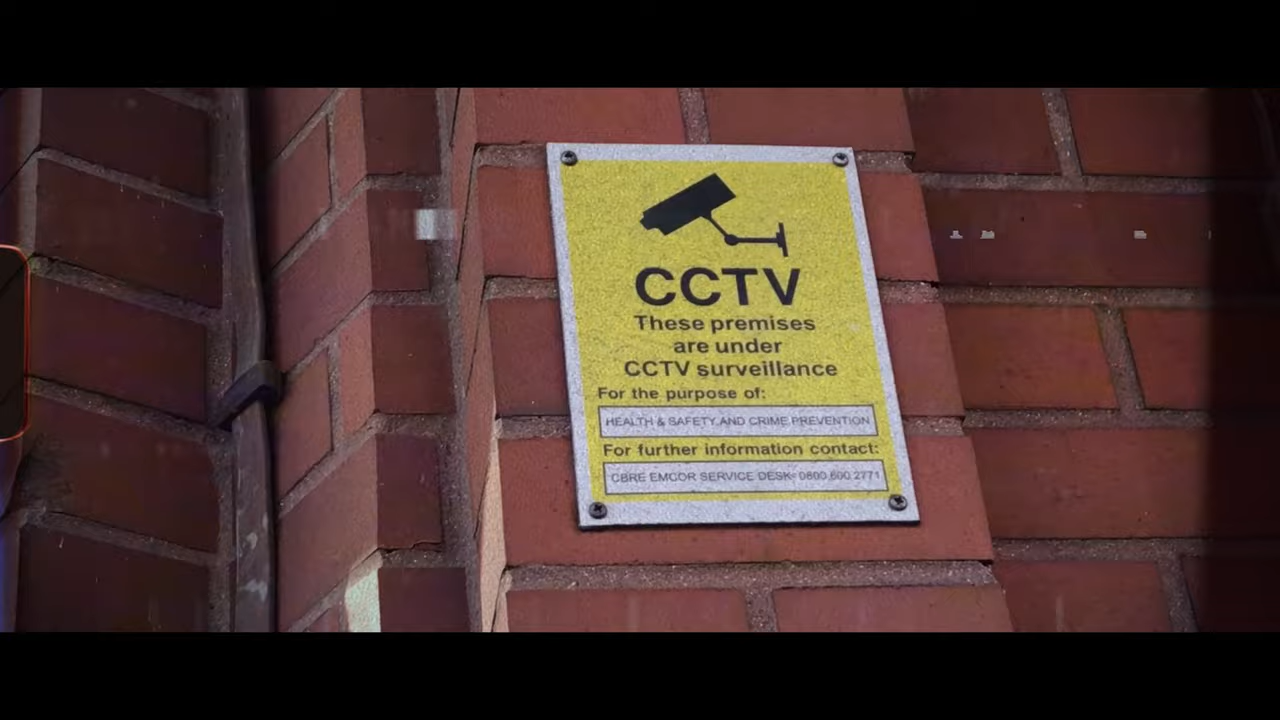 CCTV
These premises
are under
CCTV surveillance
For the purpose of:
HEALTH & SAFETY AND CRIME PREVENTION
For further information contact:
CBRE EMCOR SERVICE DESK- 0800 600 2771